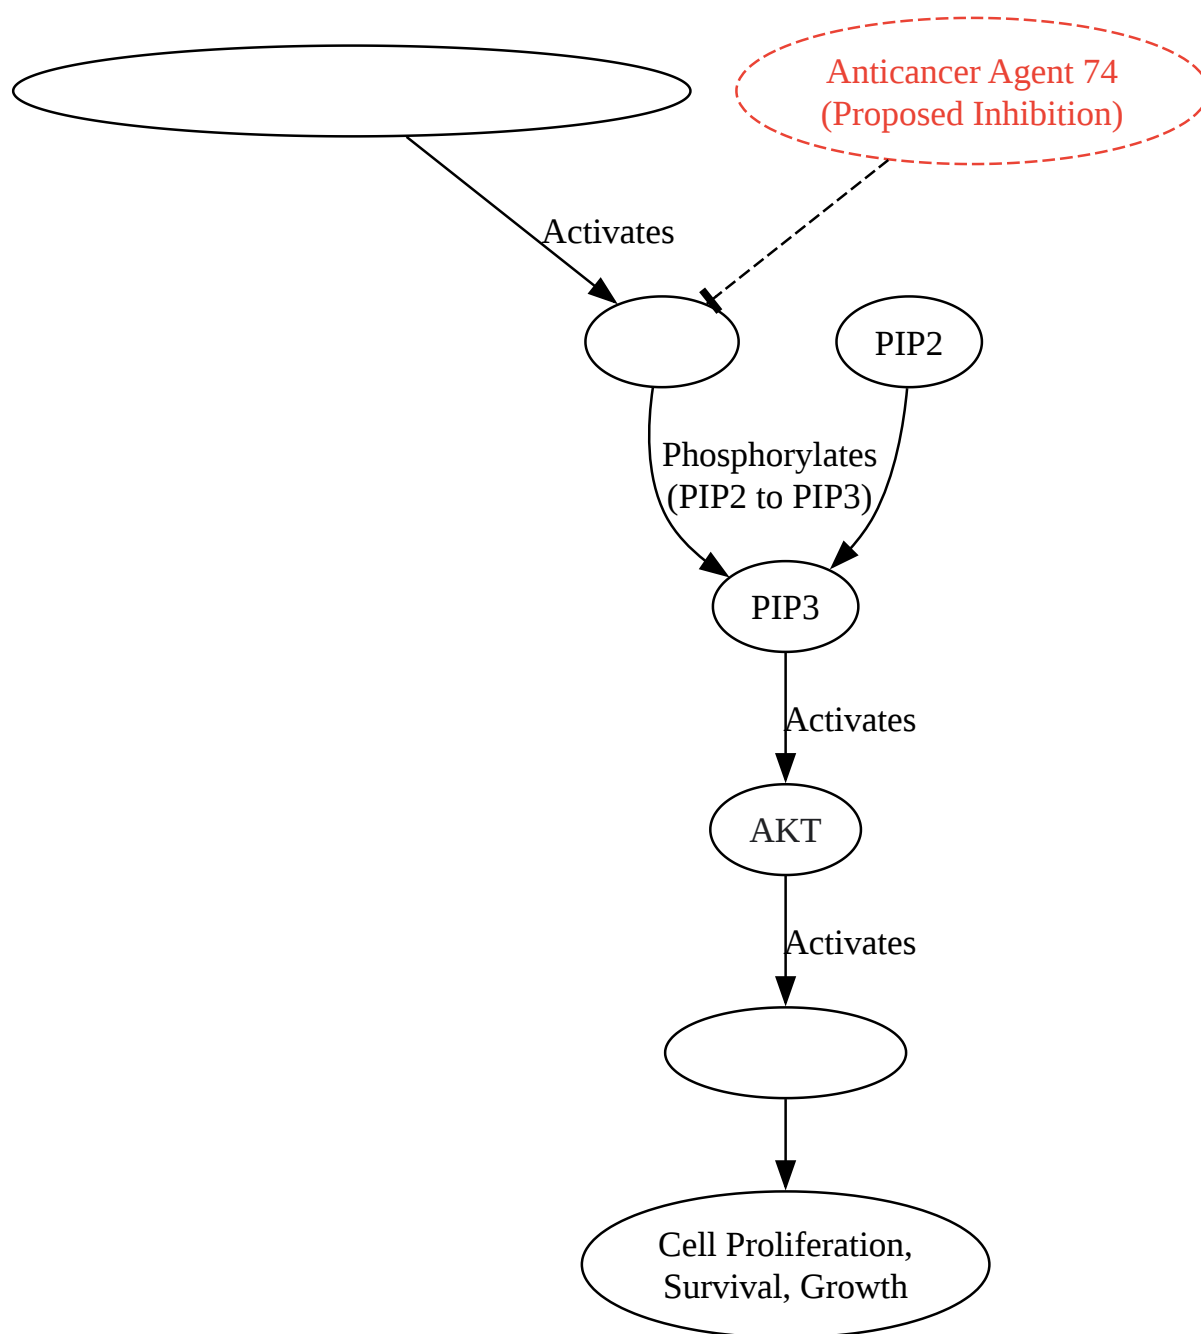 Anticancer Agent 74
(Proposed Inhibition)
Activates
PIP2
Phosphorylates
(PIP2 to PIP3)
PIP3
Activates
AKT
Activates
Cell Proliferation,
Survival, Growth